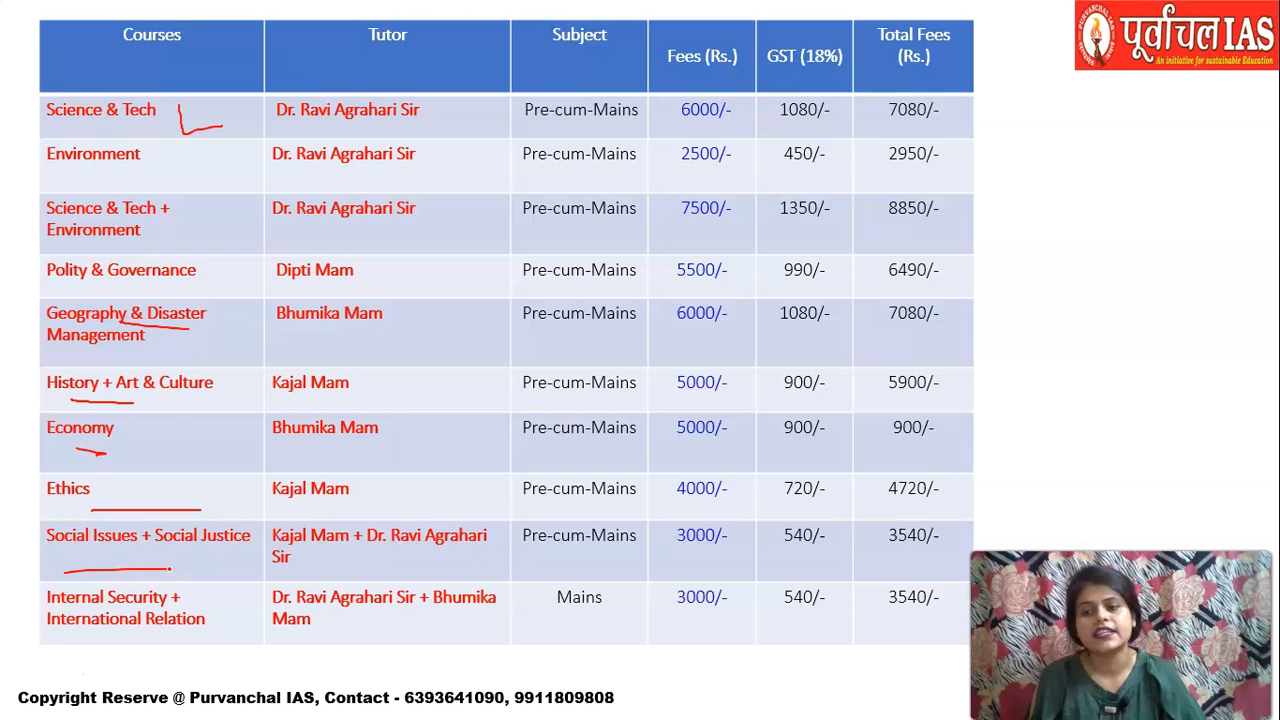 Courses Tutor Subject Fees (Rs.) GST (18%) Total Fees (Rs.)
Science & Tech Dr. Ravi Agrahari Sir Pre-cum-Mains 6000/- 1080/- 7080/-
Environment Dr. Ravi Agrahari Sir Pre-cum-Mains 2500/- 450/- 2950/-
Science & Tech + Dr. Ravi Agrahari Sir Pre-cum-Mains 7500/- 1350/- 8850/-
Environment
Polity & Governance Dipti Mam Pre-cum-Mains 5500/- 990/- 6490/-
Geography & Disaster Bhumika Mam Pre-cum-Mains 6000/- 1080/- 7080/-
Management
History + Art & Culture Kajal Mam Pre-cum-Mains 5000/- 900/- 5900/-
Economy Bhumika Mam Pre-cum-Mains 5000/- 900/- 900/-
Ethics Kajal Mam Pre-cum-Mains 4000/- 720/- 4720/-
Social Issues + Social Justice Kajal Mam + Dr. Ravi Agrahari Pre-cum-Mains 3000/- 540/- 3540/-
Sir
Internal Security + Dr. Ravi Agrahari Sir + Bhumika Mains 3000/- 540/- 3540/-
International Relation Mam
पूर्वांचल IAS
An initiative for sustainable Education
Copyright Reserve @ Purvanchal IAS, Contact - 6393641090, 9911809808